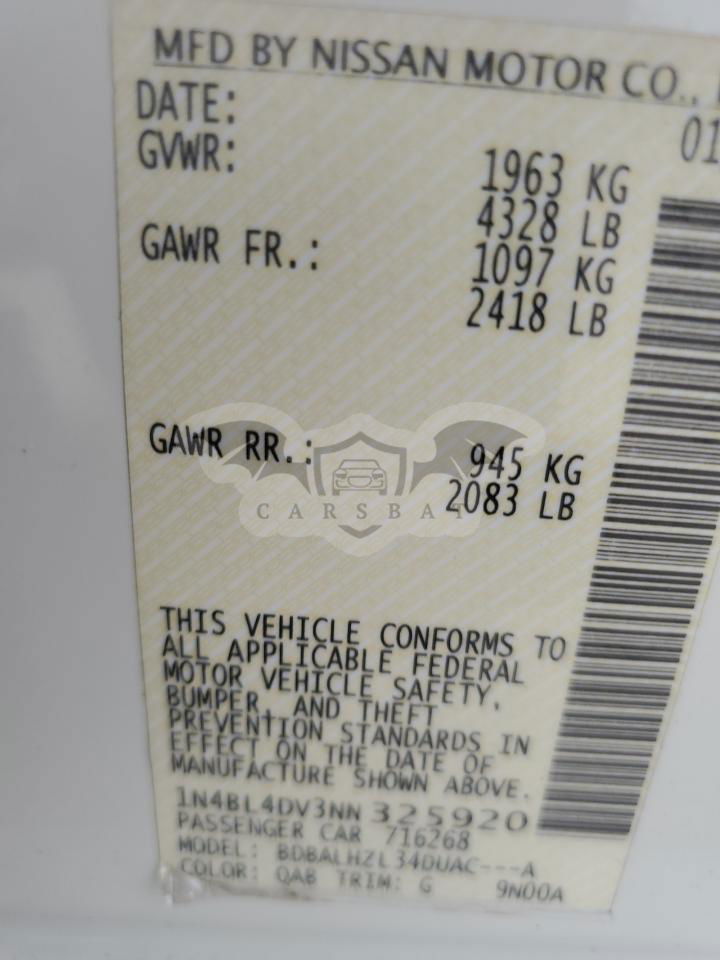 MFD BY NISSAN MOTOR CO.,
DATE: 01
GVWR: 1963 KG
4328 LB
GAWR FR.: 1097 KG
2418 LB
GAWR RR.: 945 KG
2083 LB
CARSBAT
THIS VEHICLE CONFORMS TO
ALL APPLICABLE FEDERAL
MOTOR VEHICLE SAFETY,
BUMPER, AND THEFT
PREVENTION STANDARDS IN
EFFECT ON THE DATE OF
MANUFACTURE SHOWN ABOVE.
1N4BL4DV3NN325920
PASSENGER CAR 716268
MODEL: BDBALHZL34DUAC---A
COLOR: QAB TRIM: G 9N00A